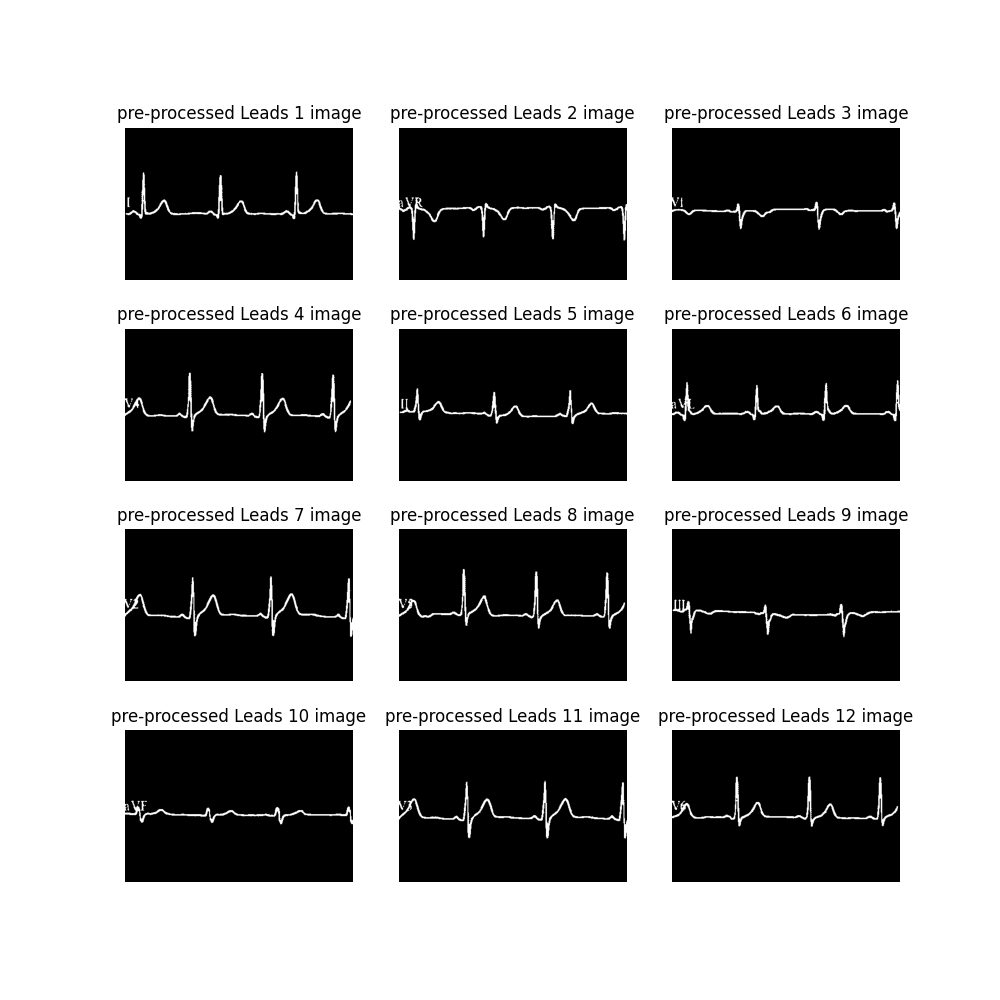 pre-processed Leads 1 image
pre-processed Leads 2 image
pre-processed Leads 3 image
I
aVR
V1
pre-processed Leads 4 image
pre-processed Leads 5 image
pre-processed Leads 6 image
V4
II
aVL
pre-processed Leads 7 image
pre-processed Leads 8 image
pre-processed Leads 9 image
V2
V5
III
pre-processed Leads 10 image
pre-processed Leads 11 image
pre-processed Leads 12 image
aVF
V3
V6